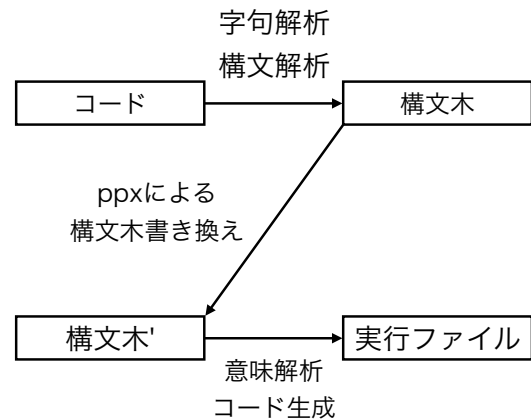 字句解析
構文解析
コード
構文木
ppxによる
構文木書き換え
構文木'
実行ファイル
意味解析
コード生成